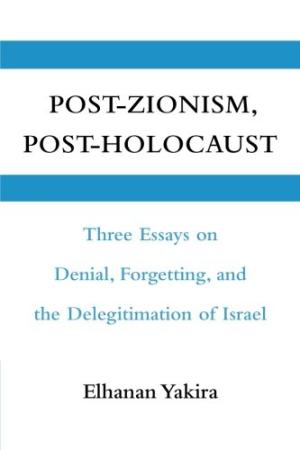 POST-ZIONISM,
POST-HOLOCAUST
Three Essays on
Denial, Forgetting, and
the Delegitimation of Israel
Elhanan Yakira